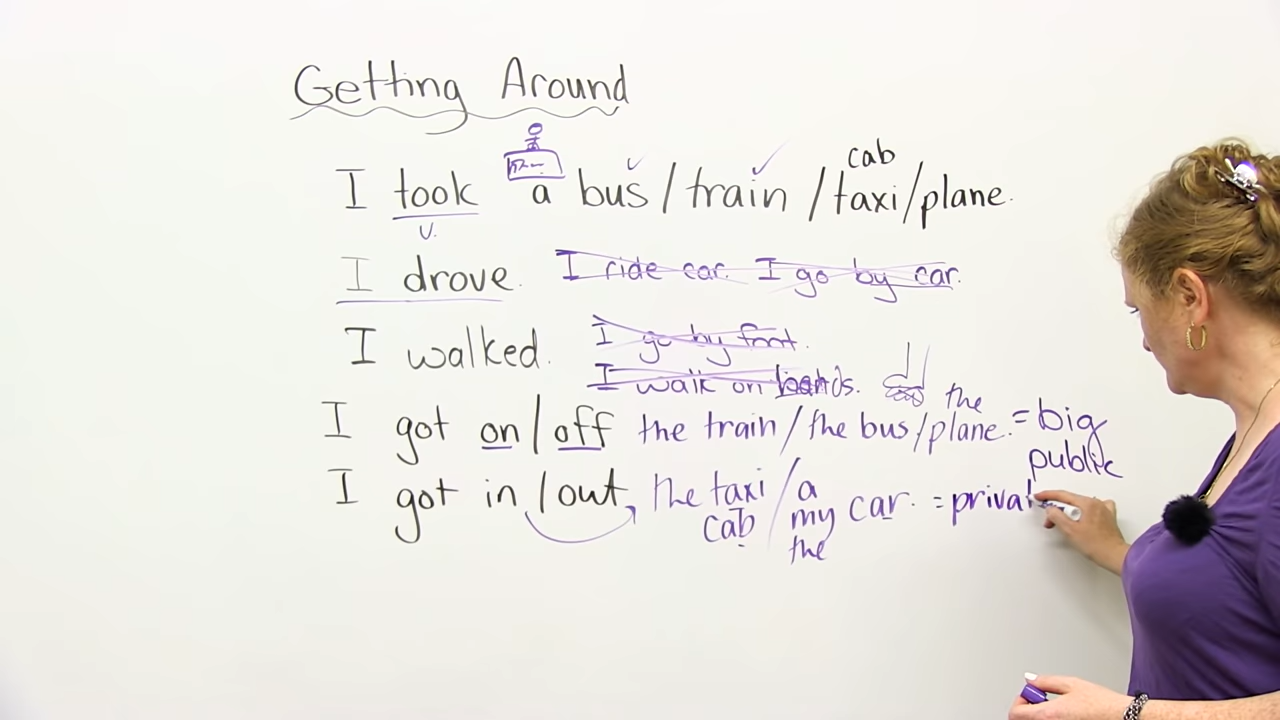 Getting Around
cab
I took a bus/train/taxi/plane.
v.
I drove. I ride car. I go by car.
I walked. I go by foot.
I walk on hands.
the
I got on/off the train/the bus/plane. = big
public
I got in/out the taxi/a car. = privat
cab/my
the